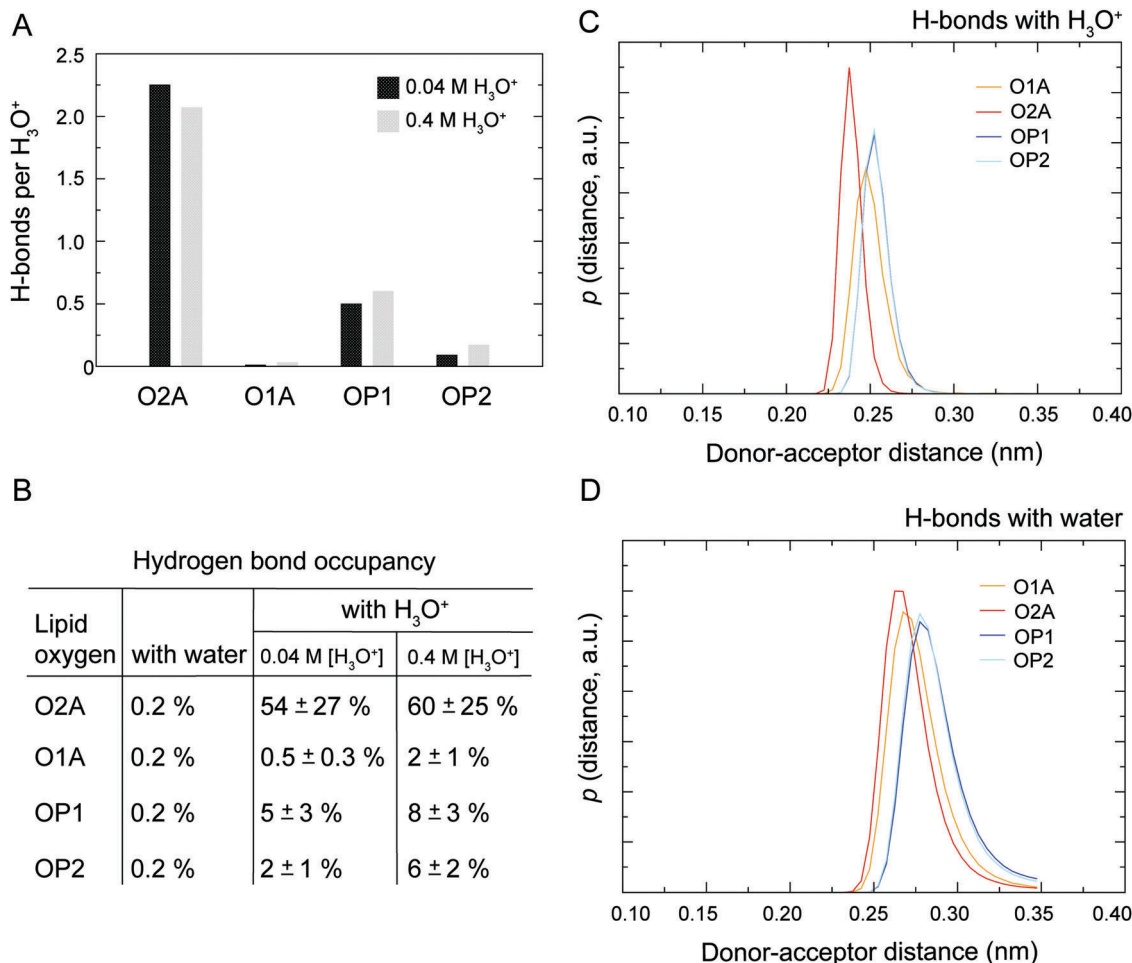 A
2.5
2.0
1.5
1.0
0.5
0
H-bonds per H₃O⁺
0.04 M H₃O⁺
0.4 M H₃O⁺
O2A O1A OP1 OP2
B
Hydrogen bond occupancy
Lipid oxygen
with water
with H₃O⁺
0.04 M [H₃O⁺] 0.4 M [H₃O⁺]
O2A 0.2 % 54 ± 27 % 60 ± 25 %
O1A 0.2 % 0.5 ± 0.3 % 2 ± 1 %
OP1 0.2 % 5 ± 3 % 8 ± 3 %
OP2 0.2 % 2 ± 1 % 6 ± 2 %
C
H-bonds with H₃O⁺
p (distance, a.u.)
O1A
O2A
OP1
OP2
0.10 0.15 0.20 0.25 0.30 0.35 0.40
Donor-acceptor distance (nm)
D
H-bonds with water
p (distance, a.u.)
O1A
O2A
OP1
OP2
0.10 0.15 0.20 0.25 0.30 0.35 0.40
Donor-acceptor distance (nm)